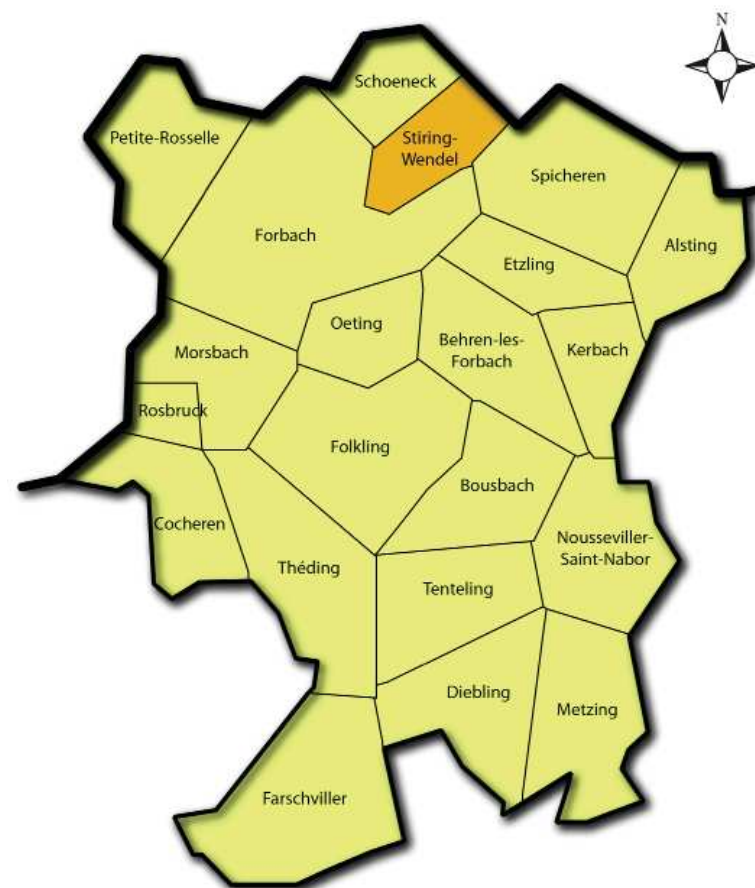 N
Schoeneck
Petite-Rosselle
Stiring-
Wendel
Spicheren
Forbach
Alsting
Etzling
Oeting
Behren-les-
Forbach
Kerbach
Morsbach
Rosbruck
Folkling
Bousbach
Cocheren
Nousseviller-
Saint-Nabor
Théding
Tenteling
Diebling
Metzing
Farschviller